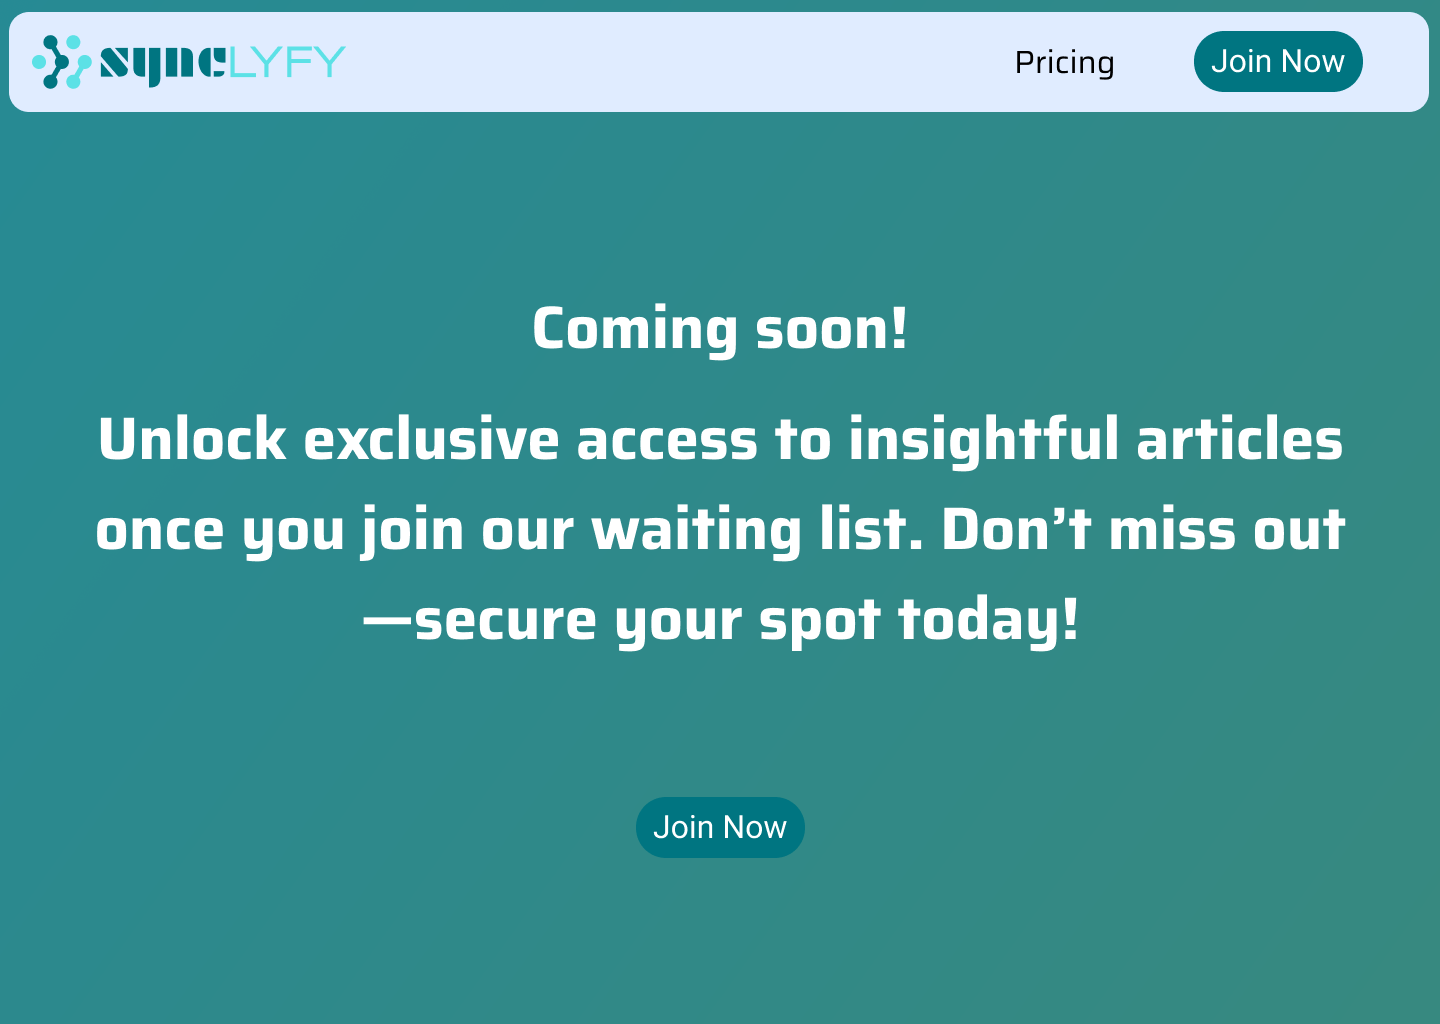 syncLYFY
Pricing
Join Now
Coming soon!
Unlock exclusive access to insightful articles
once you join our waiting list. Don’t miss out
—secure your spot today!
Join Now